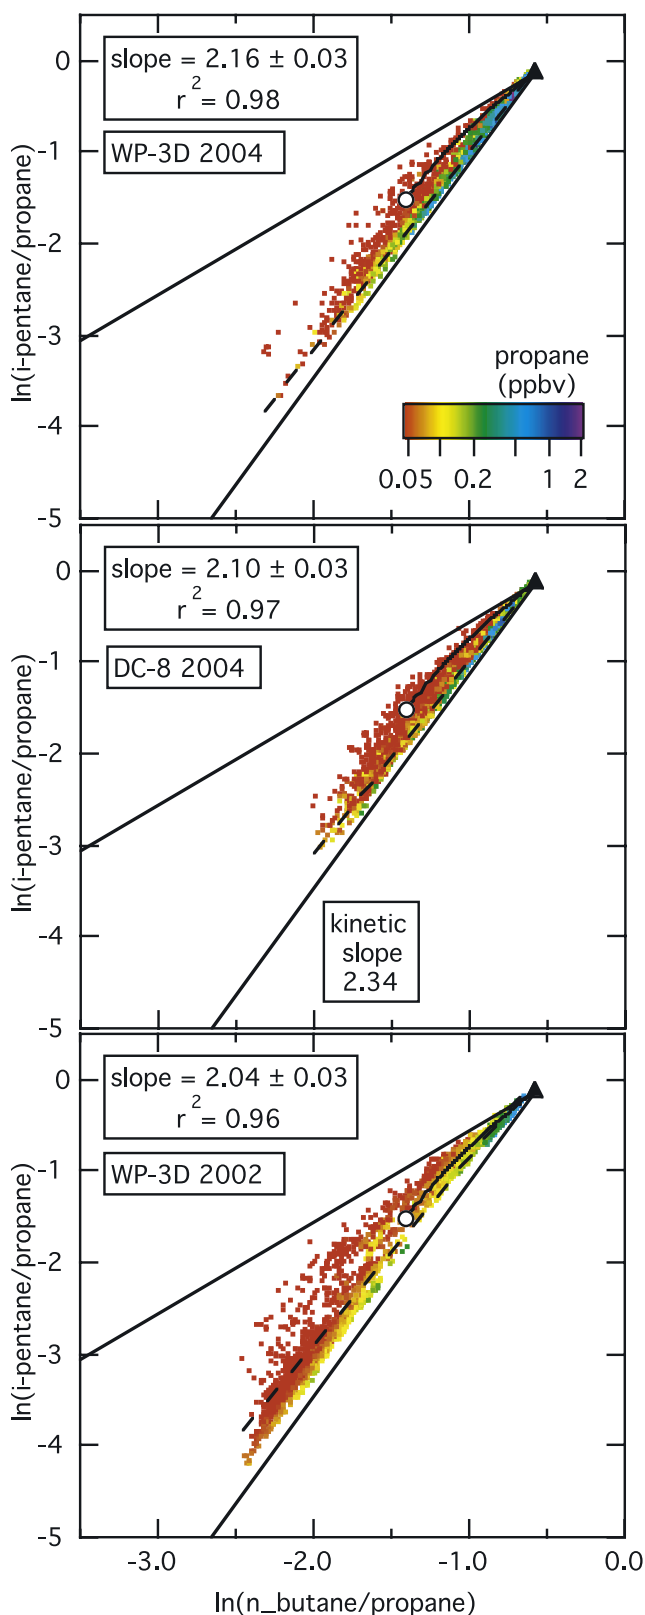 slope = 2.16 ± 0.03
r² = 0.98
WP-3D 2004
0
-1
-2
-3
-4
-5
ln(i-pentane/propane)
propane
(ppbv)
0.05 0.2 1 2
slope = 2.10 ± 0.03
r² = 0.97
DC-8 2004
0
-1
-2
-3
-4
-5
ln(i-pentane/propane)
kinetic
slope
2.34
slope = 2.04 ± 0.03
r² = 0.96
WP-3D 2002
0
-1
-2
-3
-4
-5
ln(i-pentane/propane)
-3.0 -2.0 -1.0 0.0
ln(n_butane/propane)